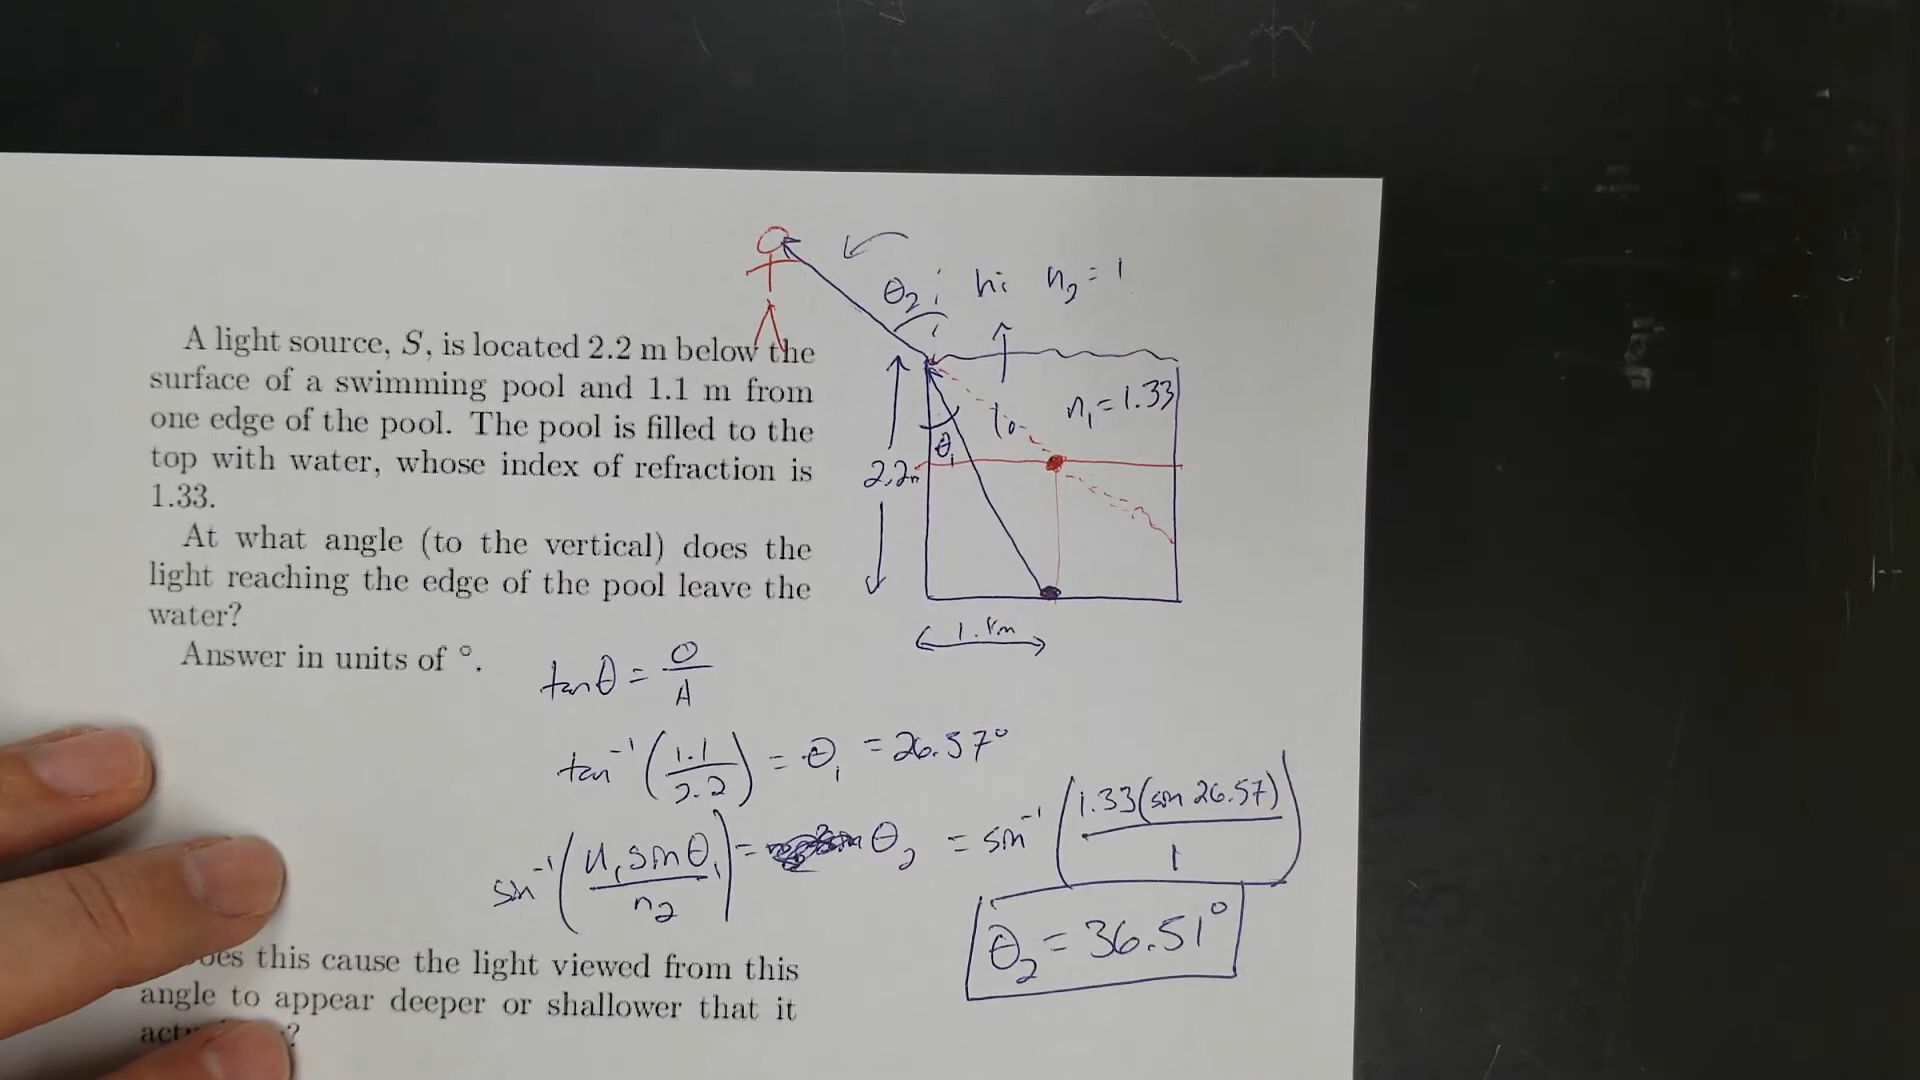 θ₂ hi n₂ = 1
A light source, S, is located 2.2 m below the
surface of a swimming pool and 1.1 m from
one edge of the pool. The pool is filled to the
top with water, whose index of refraction is
1.33.
At what angle (to the vertical) does the
light reaching the edge of the pool leave the
water?
Answer in units of °.
n₁ = 1.33
lo
θ₁
2.2m
1.1m
tanθ = O/A
tan⁻¹(1.1/2.2) = θ₁ = 26.57°
sin⁻¹(n₁sinθ₁/n₂) = θ₂ = sin⁻¹(1.33(sin 26.57)/1)
θ₂ = 36.51°
this cause the light viewed from this
angle to appear deeper or shallower that it
?